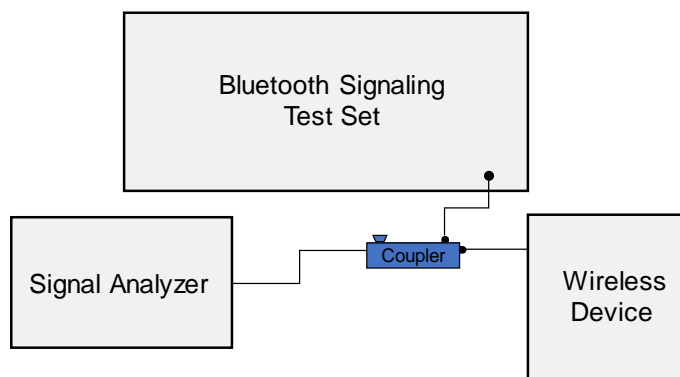 Bluetooth Signaling
Test Set
Signal Analyzer
Coupler
Wireless
Device